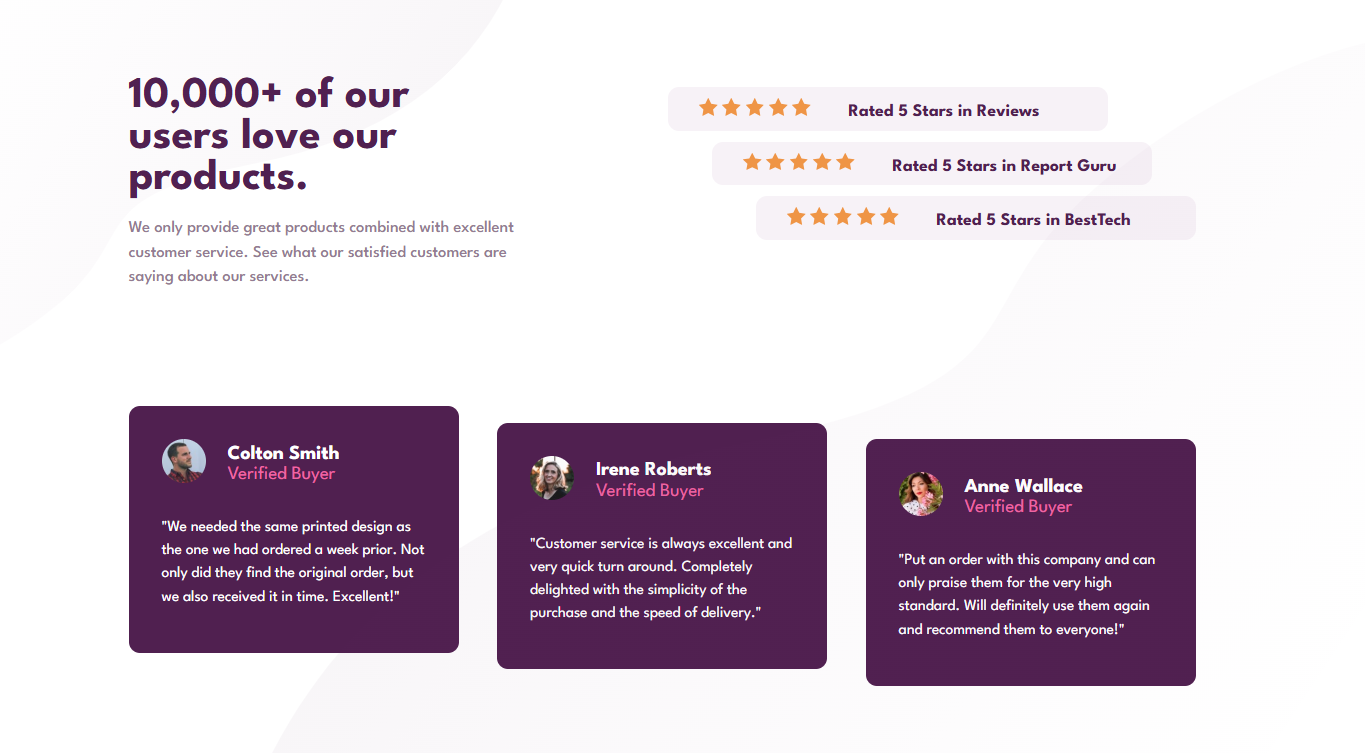 10,000+ of our
users love our
products.
We only provide great products combined with excellent
customer service. See what our satisfied customers are
saying about our services.
Rated 5 Stars in Reviews
Rated 5 Stars in Report Guru
Rated 5 Stars in BestTech
Colton Smith
Verified Buyer
"We needed the same printed design as
the one we had ordered a week prior. Not
only did they find the original order, but
we also received it in time. Excellent!"
Irene Roberts
Verified Buyer
"Customer service is always excellent and
very quick turn around. Completely
delighted with the simplicity of the
purchase and the speed of delivery."
Anne Wallace
Verified Buyer
"Put an order with this company and can
only praise them for the very high
standard. Will definitely use them again
and recommend them to everyone!"